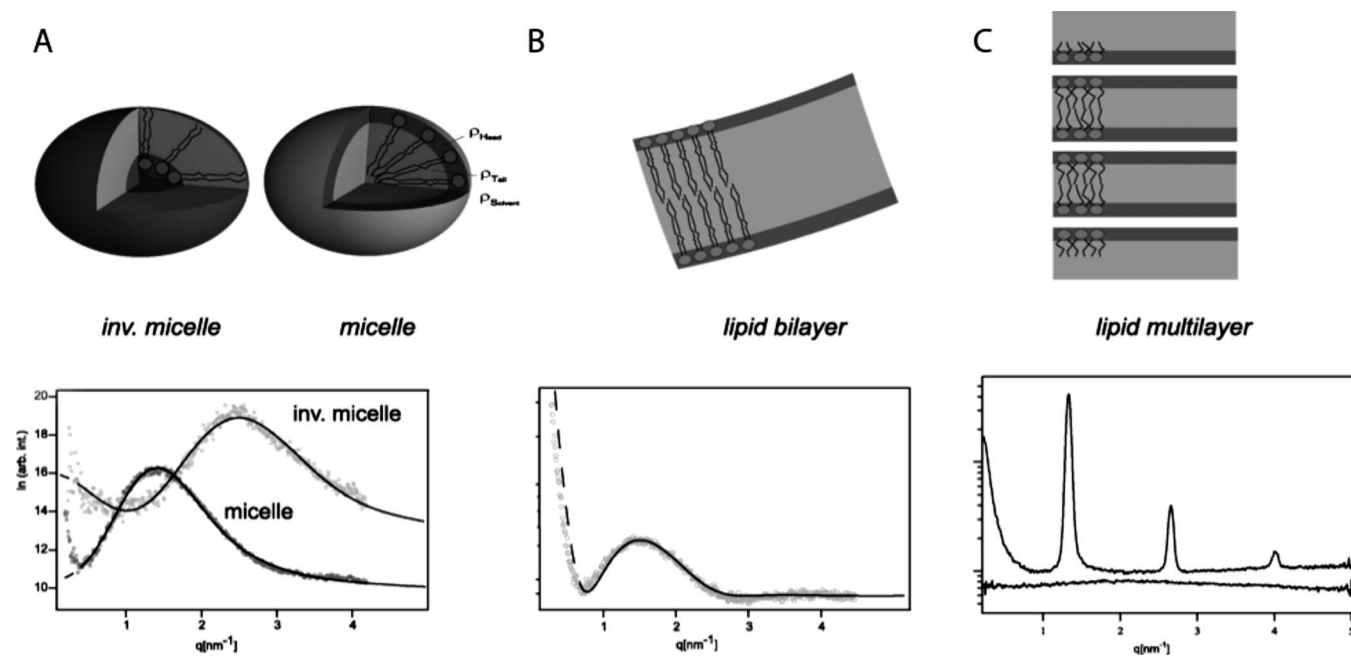 A
B
C
ρHead
ρTail
ρSolvent
inv. micelle
micelle
lipid bilayer
lipid multilayer
20
18
16
14
12
10
ln (arb. int.)
inv. micelle
micelle
1 2 3 4
q[nm⁻¹]
1 2 3 4
q[nm⁻¹]
1 2 3 4 5
q[nm⁻¹]